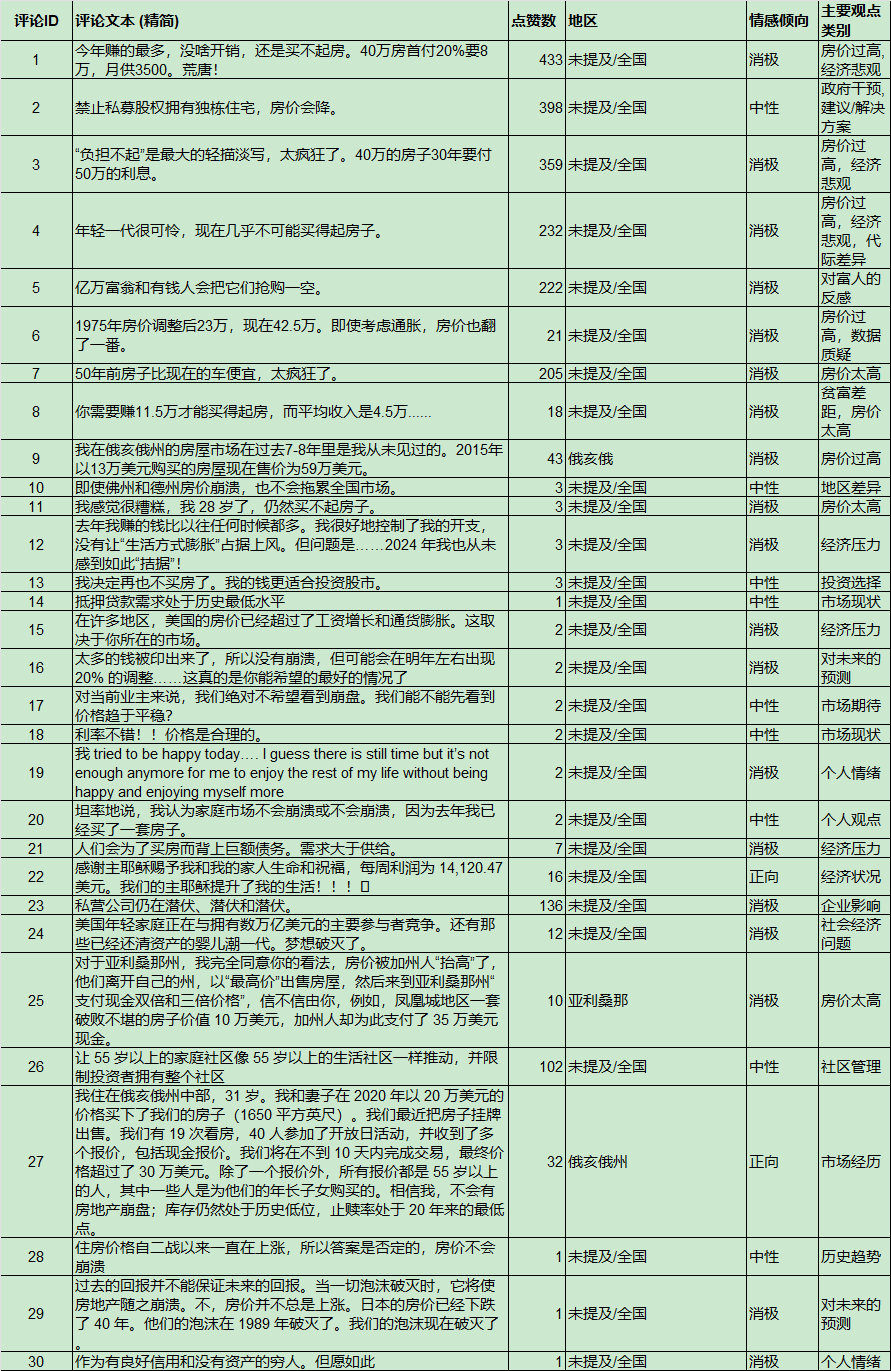 评论ID 评论文本 (精简) 点赞数 地区 情感倾向 主要观点
类别
1 今年赚的最多，没啥开销，还是买不起房。40万房首付20%要8
万，月供3500。荒唐！ 433 未提及/全国 消极 房价过高,
经济悲观
2 禁止私募股权拥有独栋住宅，房价会降。 398 未提及/全国 中性 政府干预,
建议/解决
方案
3 “负担不起”是最大的轻描淡写，太疯狂了。40万的房子30年要付
50万的利息。 359 未提及/全国 消极 房价过
高，经济
悲观
4 年轻一代很可怜，现在几乎不可能买得起房子。 232 未提及/全国 消极 房价过
高，经济
悲观，代
际差异
5 亿万富翁和有钱人会把它们抢购一空。 222 未提及/全国 消极 对富人的
反感
6 1975年房价调整后23万，现在42.5万。即使考虑通胀，房价也翻
了一番。 21 未提及/全国 消极 房价过
高，数据
质疑
7 50年前房子比现在的车便宜，太疯狂了。 205 未提及/全国 消极 房价太高
8 你需要赚11.5万才能买得起房，而平均收入是4.5万...... 18 未提及/全国 消极 贫富差
距，房价
太高
9 我在俄亥俄州的房屋市场在过去7-8年里是我从未见过的。2015年
以13万美元购买的房屋现在售价为59万美元。 43 俄亥俄 消极 房价过高
10 即使佛州和德州房价崩溃，也不会拖累全国市场。 3 未提及/全国 中性 地区差异
11 我感觉很糟糕，我 28 岁了，仍然买不起房子。 3 未提及/全国 消极 房价太高
12 去年我赚的钱比以往任何时候都多。我很好地控制了我的开支，
没有让“生活方式膨胀”占据上风。但问题是……2024 年我也从未
感到如此“拮据”！ 3 未提及/全国 消极 经济压力
13 我决定再也不买房了。我的钱更适合投资股市。 3 未提及/全国 中性 投资选择
14 抵押贷款需求处于历史最低水平 1 未提及/全国 中性 市场现状
15 在许多地区，美国的房价已经超过了工资增长和通货膨胀。这取
决于你所在的市场。 2 未提及/全国 消极 经济压力
16 太多的钱被印出来了，所以没有崩溃，但可能会在明年左右出现
20% 的调整……这真的是你能希望的最好的情况了 2 未提及/全国 消极 对未来的
预测
17 对当前业主来说，我们绝对不希望看到崩盘。我们能不能先看到
价格趋于平稳？ 2 未提及/全国 中性 市场期待
18 利率不错！！价格是合理的。 2 未提及/全国 中性 市场现状
19 我 tried to be happy today…. I guess there is still time but it's not
enough anymore for me to enjoy the rest of my life without being
happy and enjoying myself more 2 未提及/全国 消极 个人情绪
20 坦率地说，我认为家庭市场不会崩溃或不会崩溃，因为去年我已
经买了一套房子。 2 未提及/全国 中性 个人观点
21 人们会为了买房而背上巨额债务。需求大于供给。 7 未提及/全国 消极 经济压力
22 感谢主耶稣赐予我和我的家人生命和祝福，每周利润为 14,120.47
美元。我们的主耶稣提升了我的生活！！！ 16 未提及/全国 正向 经济状况
23 私营公司仍在潜伏、潜伏和潜伏。 136 未提及/全国 消极 企业影响
24 美国年轻家庭正在与拥有数万亿美元的主要参与者竞争。还有那
些已经还清资产的婴儿潮一代。梦想破灭了。 12 未提及/全国 消极 社会经济
问题
25 对于亚利桑那州，我完全同意你的看法，房价被加州人“抬高”了，
他们离开自己的州，以“最高价”出售房屋，然后来到亚利桑那州“
支付现金双倍和三倍价格”，信不信由你，例如，凤凰城地区一套
破败不堪的房子价值 10 万美元，加州人却为此支付了 35 万美元
现金。 10 亚利桑那 消极 房价太高
26 让 55 岁以上的家庭社区像 55 岁以上的生活社区一样推动，并限
制投资者拥有整个社区 102 未提及/全国 中性 社区管理
27 我住在俄亥俄州中部，31 岁。我和妻子在 2020 年以 20 万美元的
价格买下了我们的房子（1650 平方英尺）。我们最近把房子挂牌
出售。我们有 19 次看房，40 人参加了开放日活动，并收到了多
个报价，包括现金报价。我们将在不到 10 天内完成交易，最终价
格超过了 30 万美元。除了一个报价外，所有报价都是 55 岁以上
的人，其中一些人是为他们的年长子女购买的。相信我，不会有
房地产崩盘；库存仍然处于历史低位，止赎率处于 20 年来的最低
点。 32 俄亥俄州 正向 市场经历
28 住房价格自二战以来一直在上涨，所以答案是否定的，房价不会
崩溃 1 未提及/全国 中性 历史趋势
29 过去的回报并不能保证未来的回报。当一切泡沫破灭时，它将使
房地产随之崩溃。不，房价并不总是上涨。日本的房价已经下跌
了 40 年。他们的泡沫在 1989 年破灭了。我们的泡沫现在破灭了
。 1 未提及/全国 消极 对未来的
预测
30 作为有良好信用和没有资产的穷人。但愿如此 1 未提及/全国 消极 个人情绪